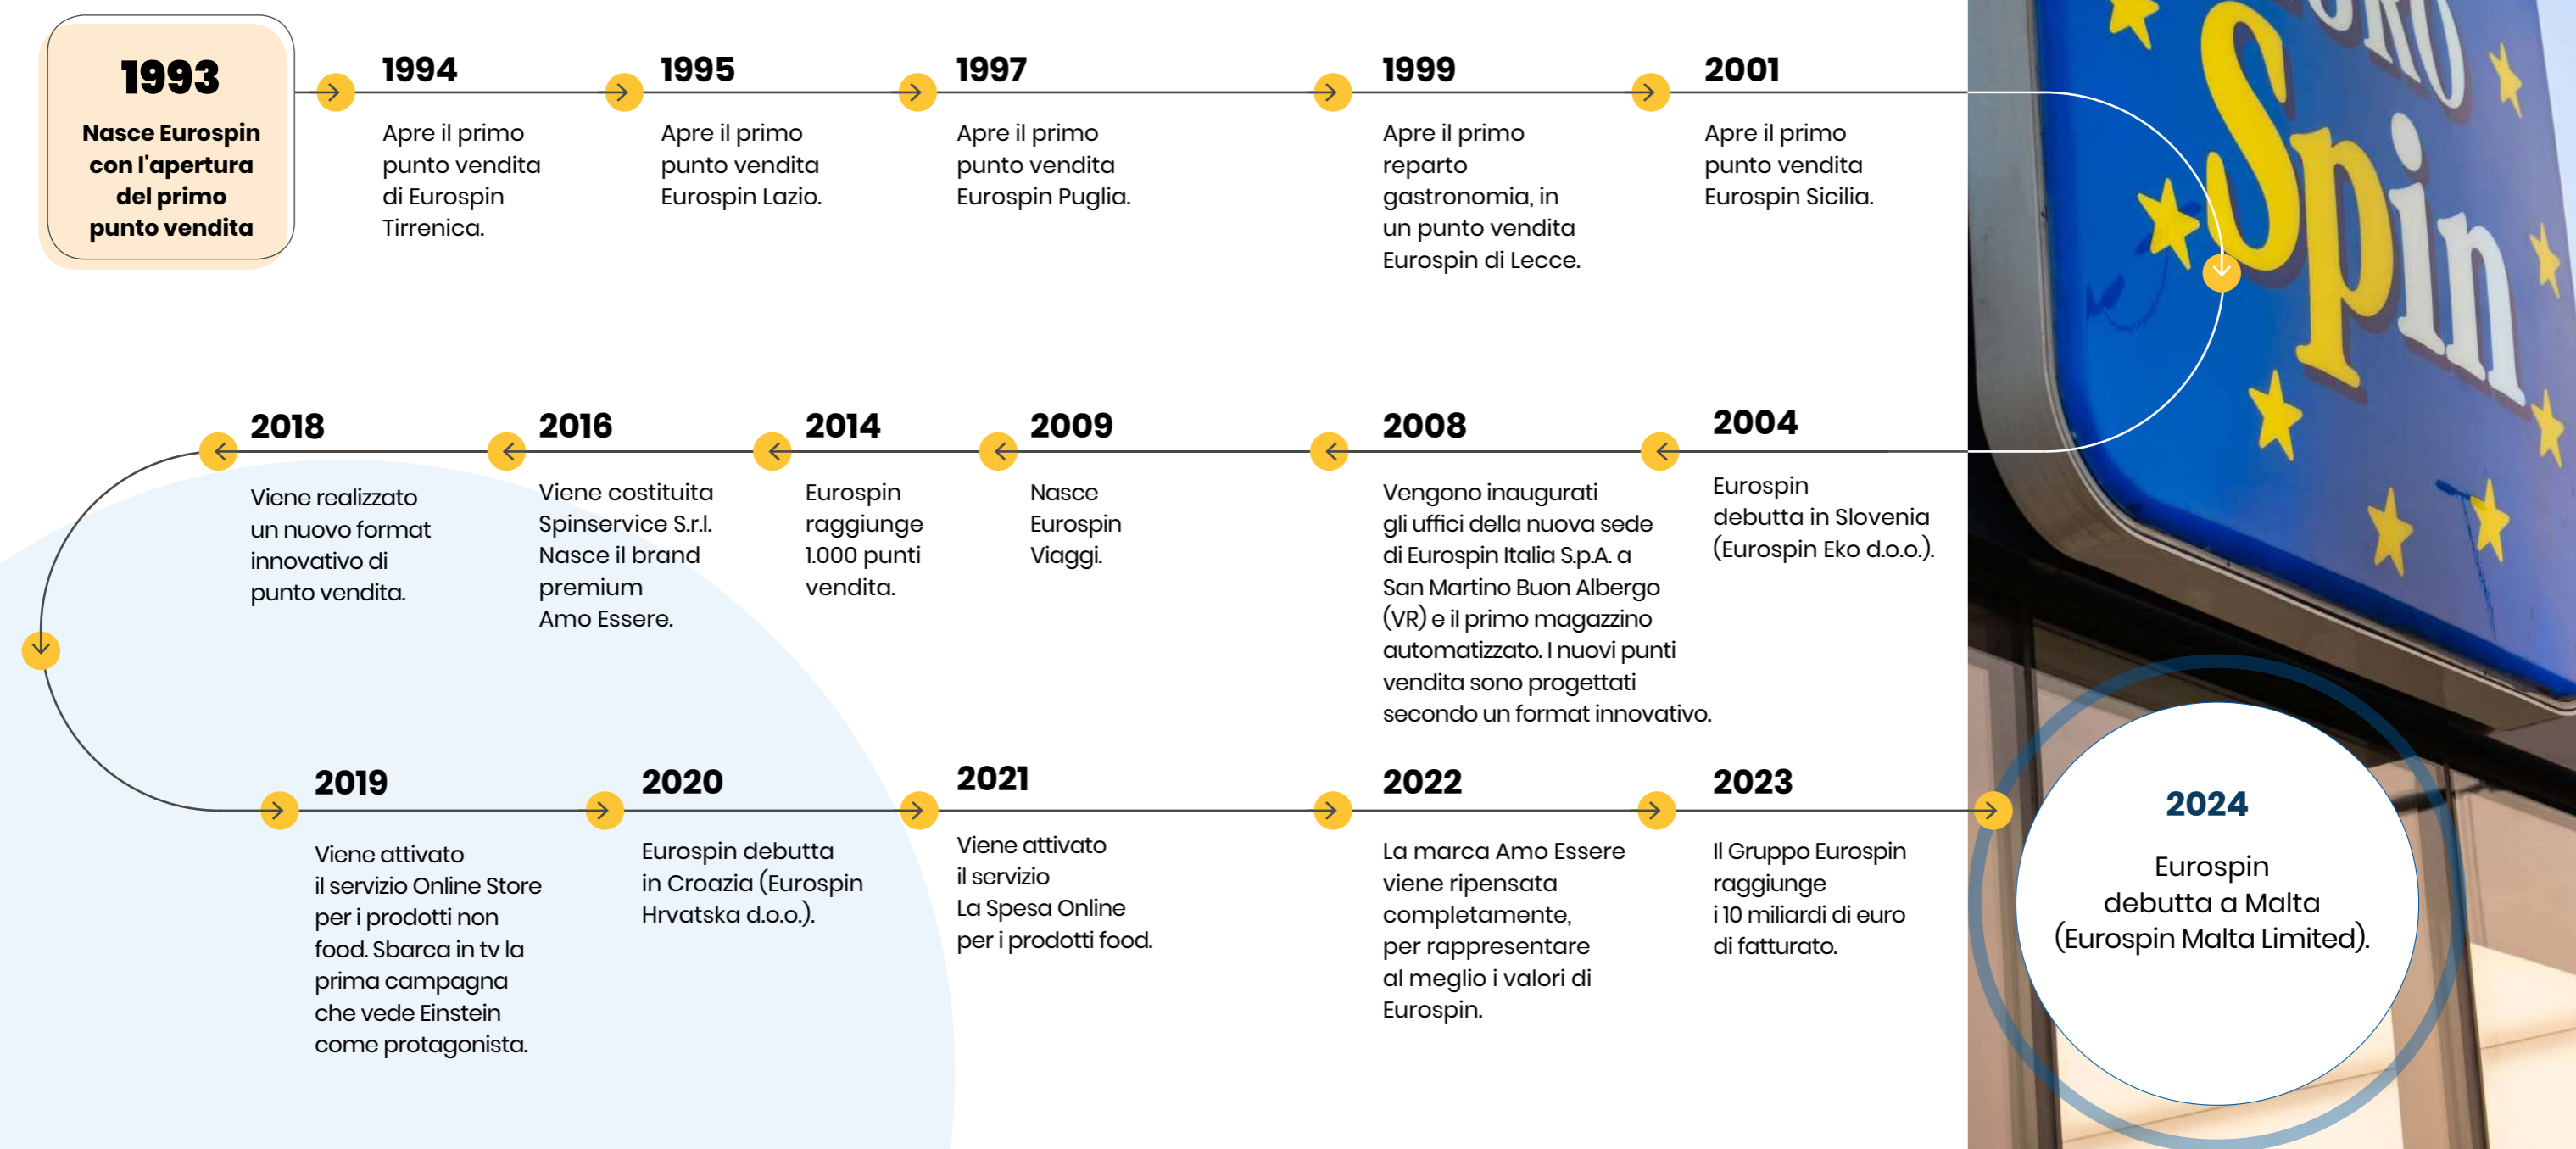 1993
Nasce Eurospin
con l'apertura
del primo
punto vendita
1994
Apre il primo
punto vendita
di Eurospin
Tirrenica.
1995
Apre il primo
punto vendita
Eurospin Lazio.
1997
Apre il primo
punto vendita
Eurospin Puglia.
1999
Apre il primo
reparto
gastronomia, in
un punto vendita
Eurospin di Lecce.
2001
Apre il primo
punto vendita
Eurospin Sicilia.
EURO
Spin
2004
Eurospin
debutta in Slovenia
(Eurospin Eko d.o.o.).
2008
Vengono inaugurati
gli uffici della nuova sede
di Eurospin Italia S.p.A. a
San Martino Buon Albergo
(VR) e il primo magazzino
automatizzato. I nuovi punti
vendita sono progettati
secondo un format innovativo.
2009
Nasce
Eurospin
Viaggi.
2014
Eurospin
raggiunge
1.000 punti
vendita.
2016
Viene costituita
Spinservice S.r.l.
Nasce il brand
premium
Amo Essere.
2018
Viene realizzato
un nuovo format
innovativo di
punto vendita.
2019
Viene attivato
il servizio Online Store
per i prodotti non
food. Sbarca in tv la
prima campagna
che vede Einstein
come protagonista.
2020
Eurospin debutta
in Croazia (Eurospin
Hrvatska d.o.o.).
2021
Viene attivato
il servizio
La Spesa Online
per i prodotti food.
2022
La marca Amo Essere
viene ripensata
completamente,
per rappresentare
al meglio i valori di
Eurospin.
2023
Il Gruppo Eurospin
raggiunge
i 10 miliardi di euro
di fatturato.
2024
Eurospin
debutta a Malta
(Eurospin Malta Limited).